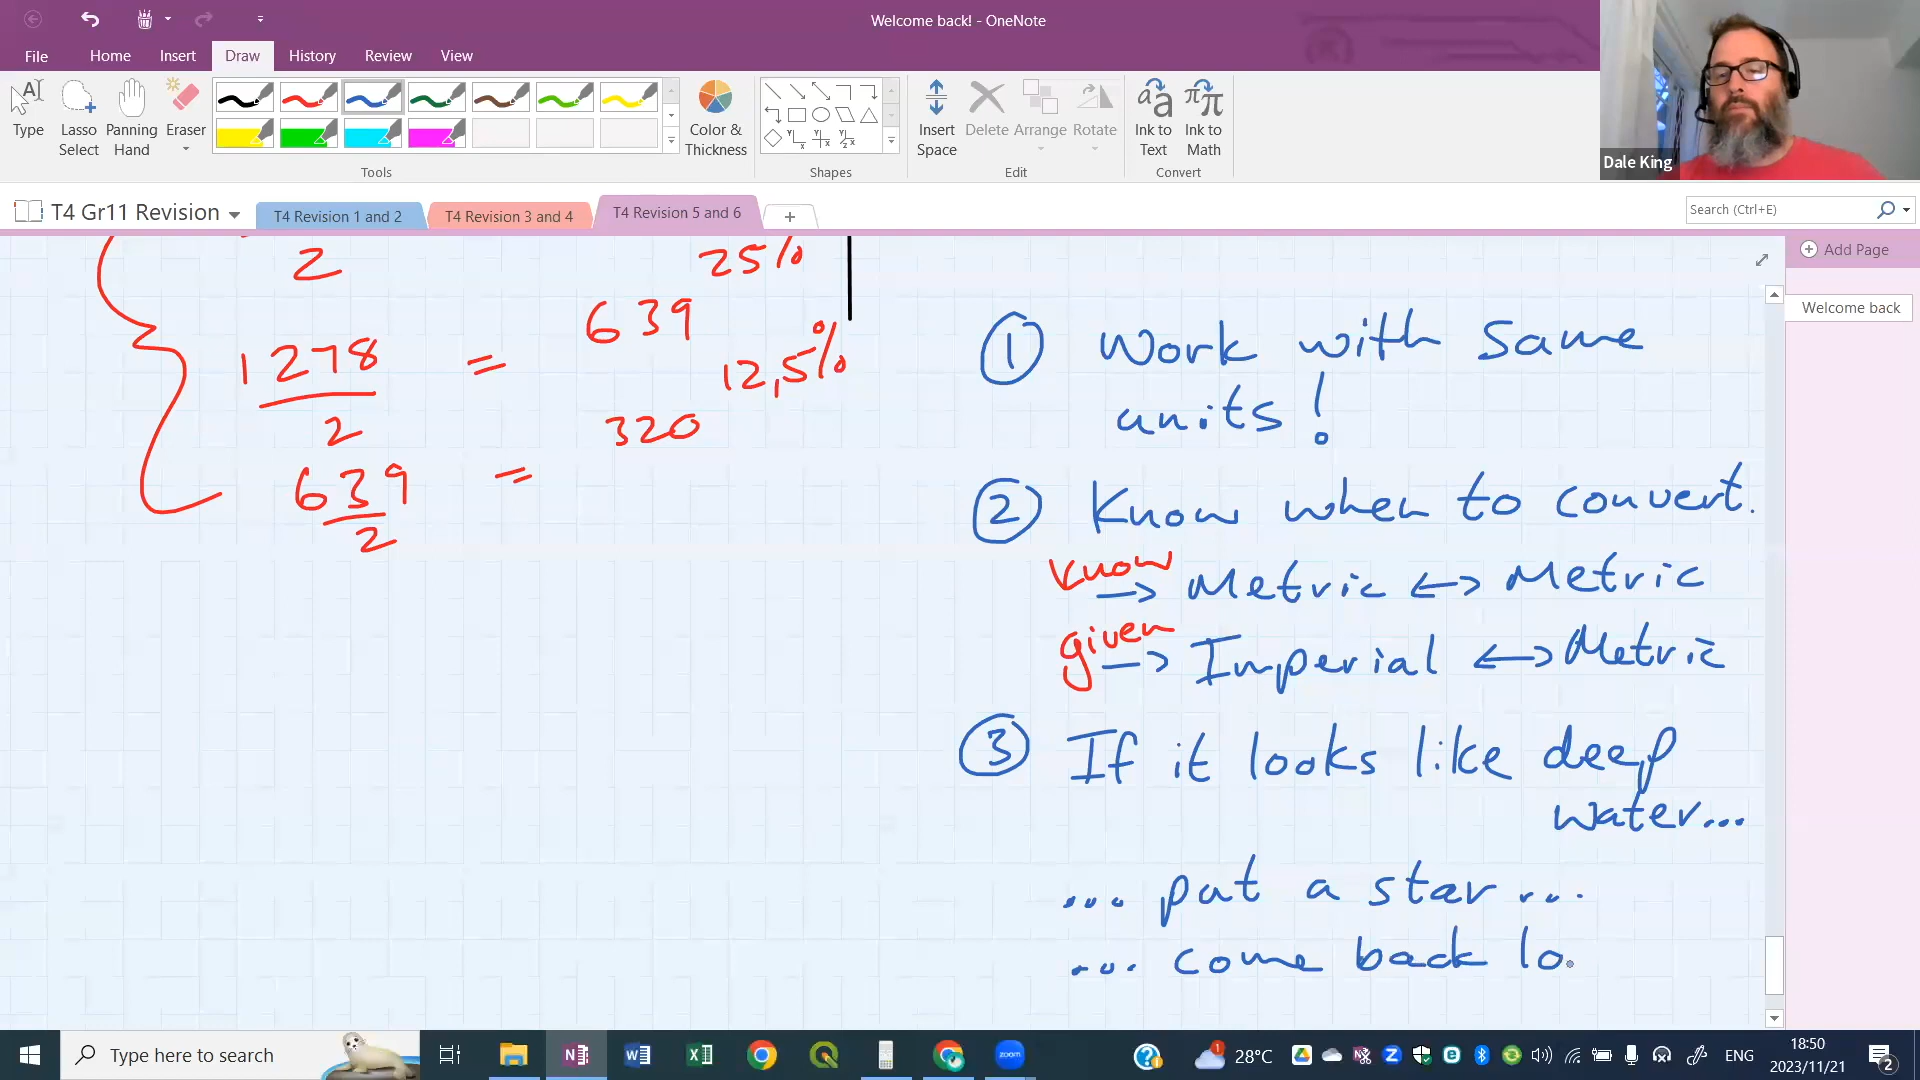 Welcome back! - OneNote
File
Home
Insert
Draw
History
Review
View
Type
Lasso
Select
Panning
Hand
Eraser
Color &
Thickness
Insert
Space
Delete
Arrange
Rotate
Ink to
Text
Ink to
Math
Tools
Shapes
Edit
Convert
Dale King
T4 Gr11 Revision
T4 Revision 1 and 2
T4 Revision 3 and 4
T4 Revision 5 and 6
Search (Ctrl+E)
Add Page
Welcome back
2
25%
639
1278
=
12,5%
2
320
639
=
2
① Work with same
units!
② Know when to convert.
know
→ Metric ↔ Metric
given
→ Imperial ↔ Metric
③ If it looks like deep
water...
... put a star...
... come back lo
Type here to search
28°C
ENG
18:50
2023/11/21
2